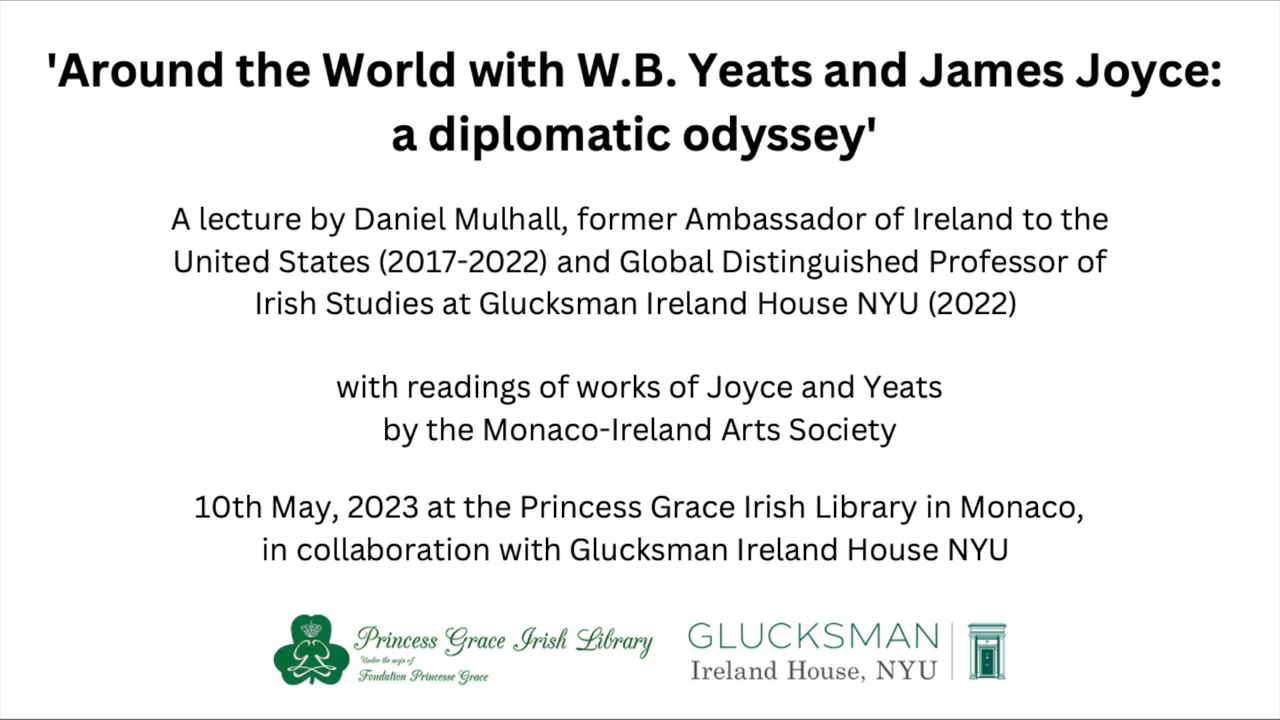 'Around the World with W.B. Yeats and James Joyce:
a diplomatic odyssey'
A lecture by Daniel Mulhall, former Ambassador of Ireland to the
United States (2017-2022) and Global Distinguished Professor of
Irish Studies at Glucksman Ireland House NYU (2022)
with readings of works of Joyce and Yeats
by the Monaco-Ireland Arts Society
10th May, 2023 at the Princess Grace Irish Library in Monaco,
in collaboration with Glucksman Ireland House NYU
Princess Grace Irish Library
Under the aegis of
Fondation Princesse Grace
GLUCKSMAN
Ireland House, NYU